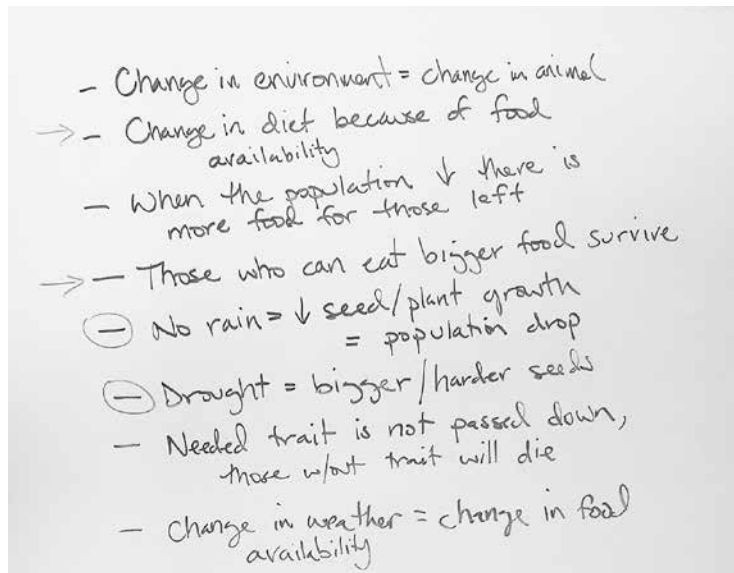 - Change in environment = change in animal
→ - Change in diet because of food
availability
- When the population ↓ there is
more food for those left
→ - Those who can eat bigger food survive
- No rain = ↓ seed/plant growth
= population drop
- Drought = bigger/harder seeds
- Needed trait is not passed down,
those w/out trait will die
- Change in weather = change in food
availability